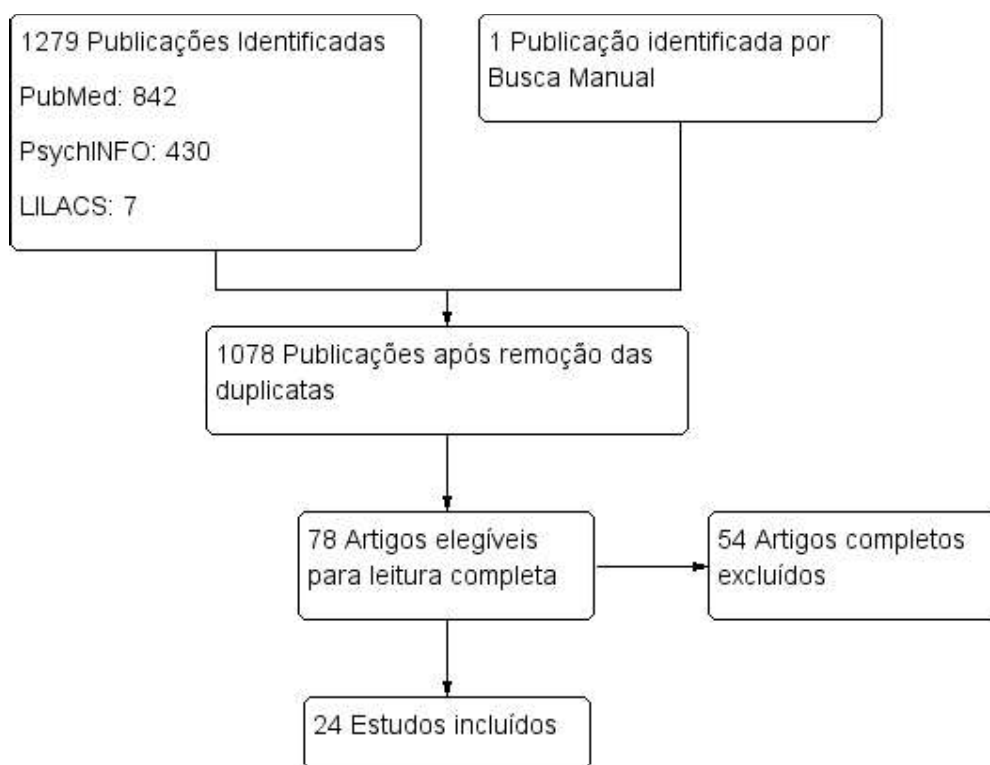 1279 Publicações Identificadas
PubMed: 842
PsychINFO: 430
LILACS: 7
1 Publicação identificada por
Busca Manual
1078 Publicações após remoção das
duplicatas
78 Artigos elegíveis
para leitura completa
54 Artigos completos
excluídos
24 Estudos incluídos